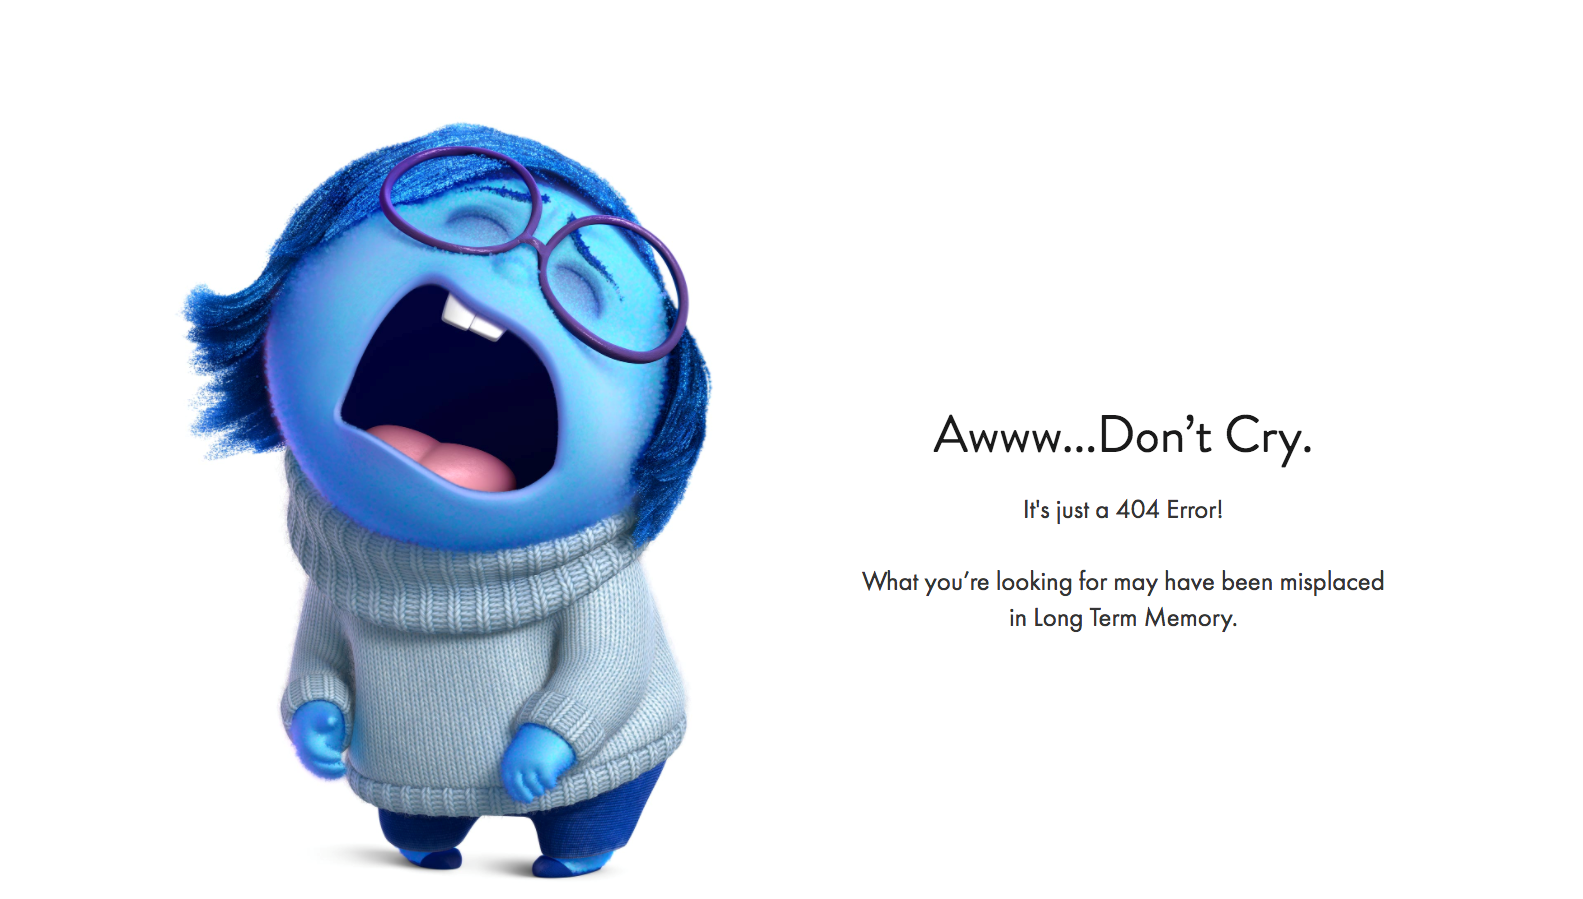 Awww...Don’t Cry.
It's just a 404 Error!
What you’re looking for may have been misplaced
in Long Term Memory.